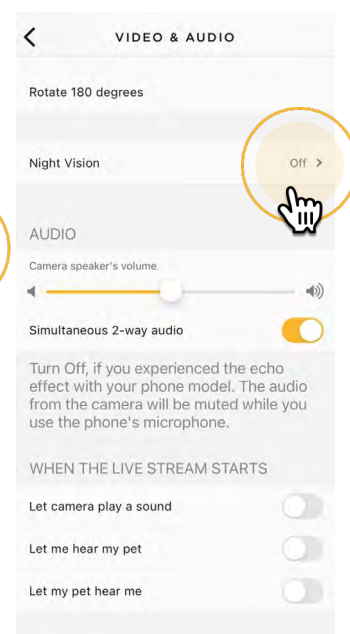 VIDEO & AUDIO
Rotate 180 degrees
Night Vision
Off
AUDIO
Camera speaker's volume
Simultaneous 2-way audio
Turn Off, if you experienced the echo
effect with your phone model. The audio
from the camera will be muted while you
use the phone's microphone.
WHEN THE LIVE STREAM STARTS
Let camera play a sound
Let me hear my pet
Let my pet hear me